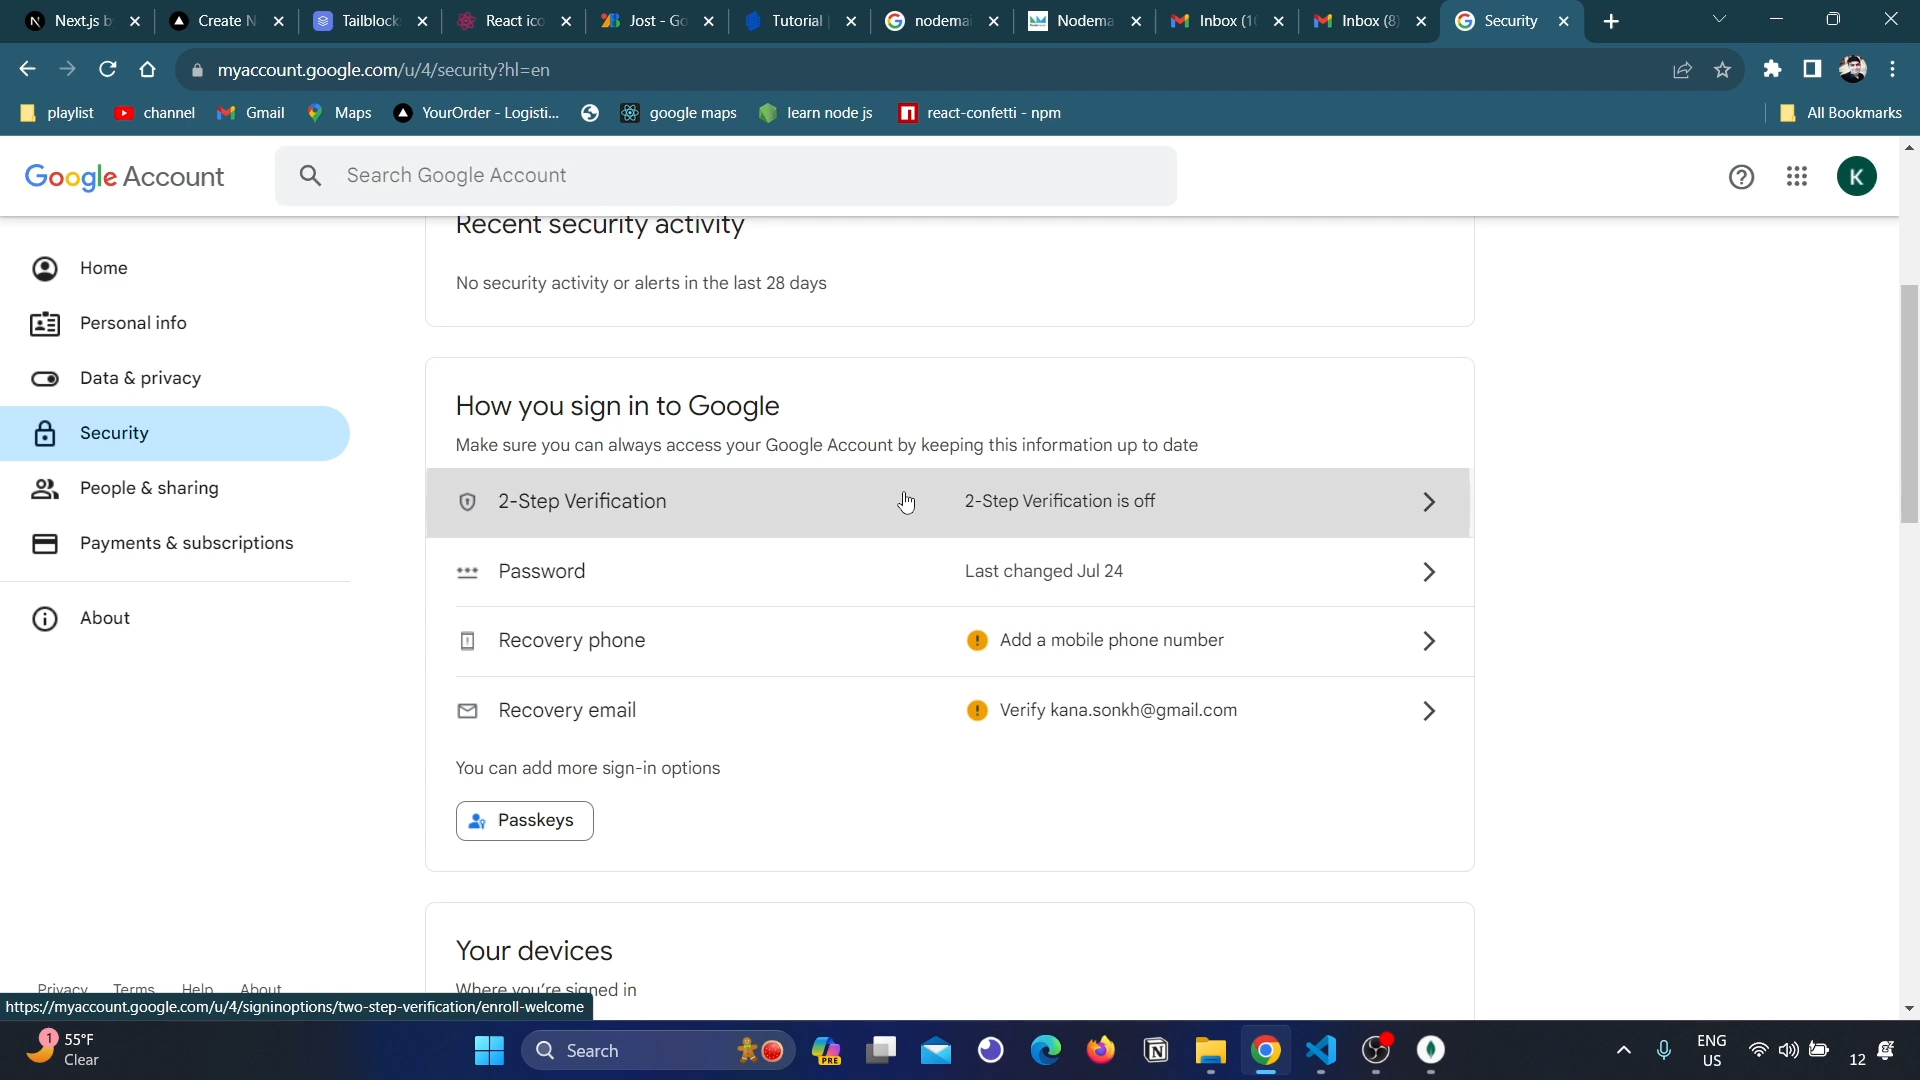 Next.js b
Create N
Tailblock
React ico
Jost - Go
Tutorial
nodemai
Nodema
Inbox (1
Inbox (8)
Security
myaccount.google.com/u/4/security?hl=en
playlist
channel
Gmail
Maps
YourOrder - Logisti...
google maps
learn node js
react-confetti - npm
All Bookmarks
Google Account
Search Google Account
K
Home
Personal info
Data & privacy
Security
People & sharing
Payments & subscriptions
About
Recent security activity
No security activity or alerts in the last 28 days
How you sign in to Google
Make sure you can always access your Google Account by keeping this information up to date
2-Step Verification
2-Step Verification is off
Password
Last changed Jul 24
Recovery phone
Add a mobile phone number
Recovery email
Verify kana.sonkh@gmail.com
You can add more sign-in options
Passkeys
Your devices
Where you're signed in
Privacy Terms Help About
https://myaccount.google.com/u/4/signinoptions/two-step-verification/enroll-welcome
1
55°F
Clear
Search
PRE
ENG
US
12